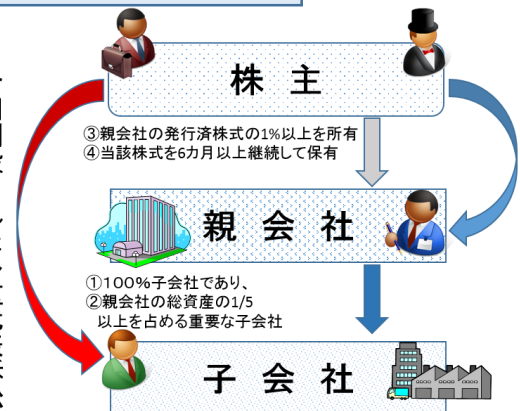 株 主
③親会社の発行済株式の1%以上を所有
④当該株式を6カ月以上継続して保有
親 会 社
①100%子会社であり、
②親会社の総資産の1/5
以上を占める重要な子会社
子 会 社